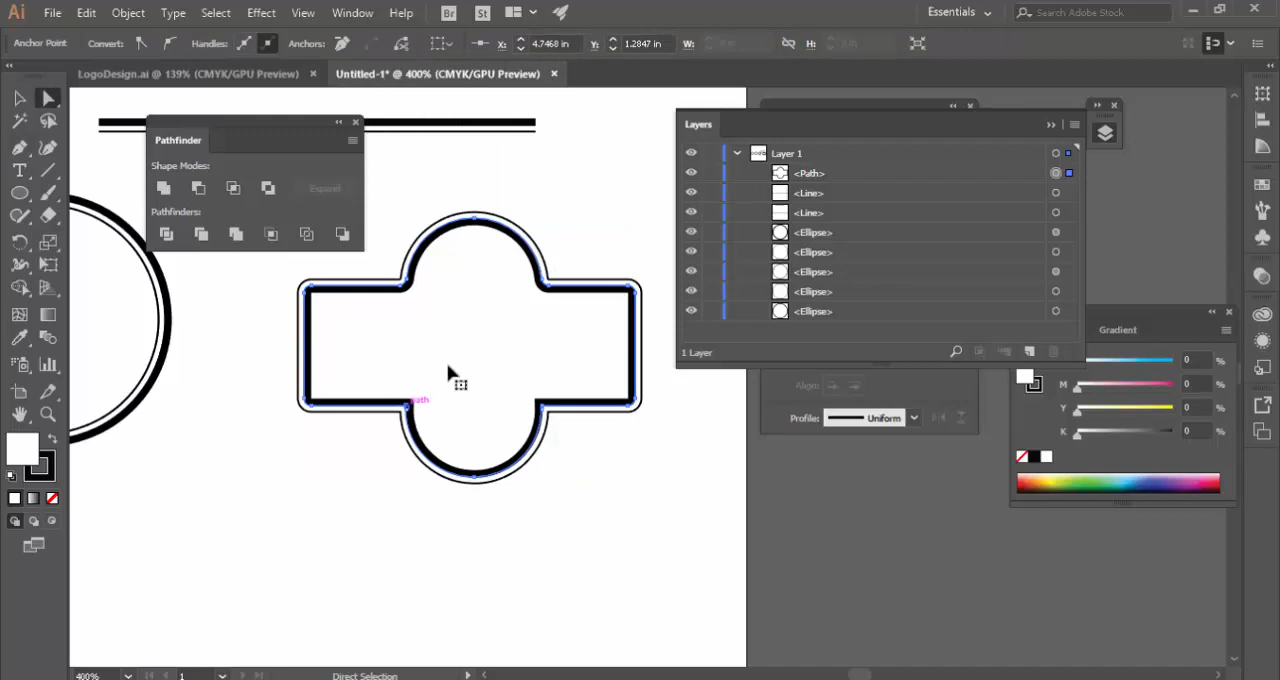 Ai File Edit Object Type Select Effect View Window Help Br St Essentials Search Adobe Stock
Anchor Point Convert: Handles: Anchors: X: 4.7468 in Y: 1.2847 in W: H:
LogoDesign.ai @ 139% (CMYK/GPU Preview) × Untitled-1* @ 400% (CMYK/GPU Preview) ×
Pathfinder
Shape Modes:
Expand
Pathfinders:
path
Layers
Layer 1
<Path>
<Line>
<Line>
<Ellipse>
<Ellipse>
<Ellipse>
<Ellipse>
<Ellipse>
1 Layer
Align:
Profile: Uniform
Gradient
0 %
M 0 %
Y 0 %
K 0 %
400% 1 Direct Selection